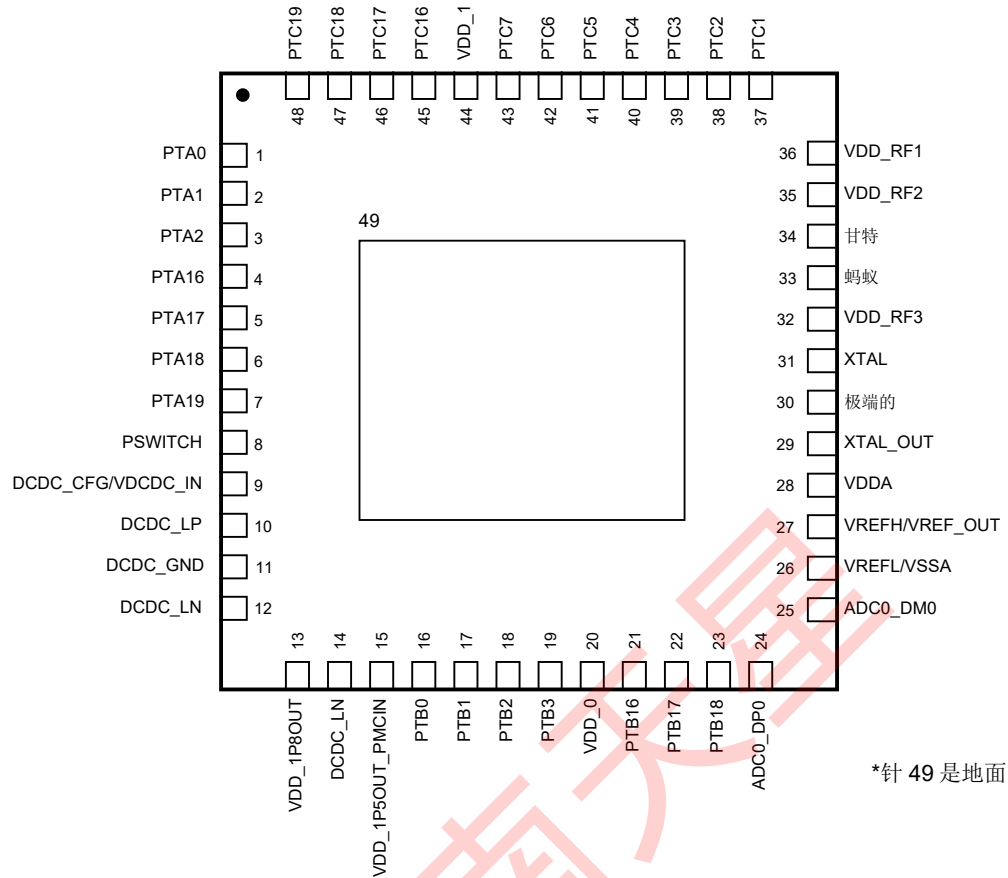 PTC19 PTC18 PTC17 PTC16 VDD_1 PTC7 PTC6 PTC5 PTC4 PTC3 PTC2 PTC1
48 47 46 45 44 43 42 41 40 39 38 37
PTA0 1
PTA1 2
PTA2 3
PTA16 4
PTA17 5
PTA18 6
PTA19 7
PSWITCH 8
DCDC_CFG/VDCDC_IN 9
DCDC_LP 10
DCDC_GND 11
DCDC_LN 12
49
36 VDD_RF1
35 VDD_RF2
34 甘特
33 蚂蚁
32 VDD_RF3
31 XTAL
30 极端的
29 XTAL_OUT
28 VDDA
27 VREFH/VREF_OUT
26 VREFL/VSSA
25 ADC0_DM0
13 14 15 16 17 18 19 20 21 22 23 24
VDD_1P8OUT DCDC_LN VDD_1P5OUT_PMCIN PTB0 PTB1 PTB2 PTB3 VDD_0 PTB16 PTB17 PTB18 ADC0_DP0
*针 49 是地面
南天星